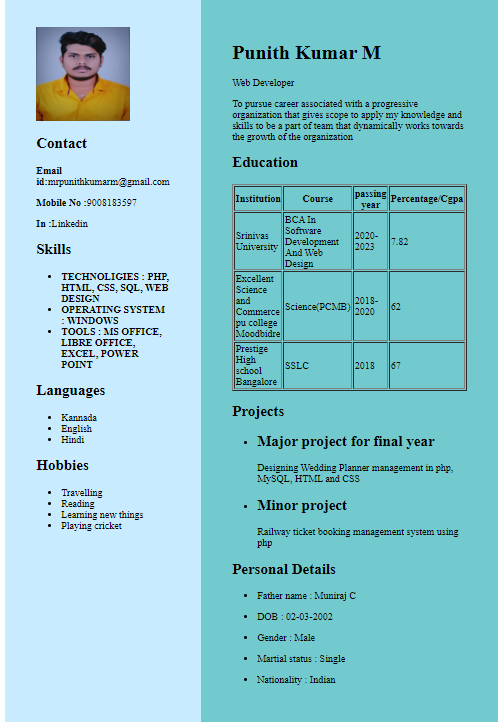 Contact
Email
id:mrpunithkumarm@gmail.com
Mobile No :9008183597
In :Linkedin
Skills
• TECHNOLIGIES : PHP,
HTML, CSS, SQL, WEB
DESIGN
• OPERATING SYSTEM
: WINDOWS
• TOOLS : MS OFFICE,
LIBRE OFFICE,
EXCEL, POWER
POINT
Languages
• Kannada
• English
• Hindi
Hobbies
• Travelling
• Reading
• Learning new things
• Playing cricket
Punith Kumar M
Web Developer
To pursue career associated with a progressive
organization that gives scope to apply my knowledge and
skills to be a part of team that dynamically works towards
the growth of the organization
Education
Institution Course passing year Percentage/Cgpa
Srinivas University BCA In Software Development And Web Design 2020-2023 7.82
Excellent Science and Commerce pu college Moodbidre Science(PCMB) 2018-2020 62
Prestige High school Bangalore SSLC 2018 67
Projects
• Major project for final year
Designing Wedding Planner management in php,
MySQL, HTML and CSS
• Minor project
Railway ticket booking management system using
php
Personal Details
• Father name : Muniraj C
• DOB : 02-03-2002
• Gender : Male
• Martial status : Single
• Nationality : Indian